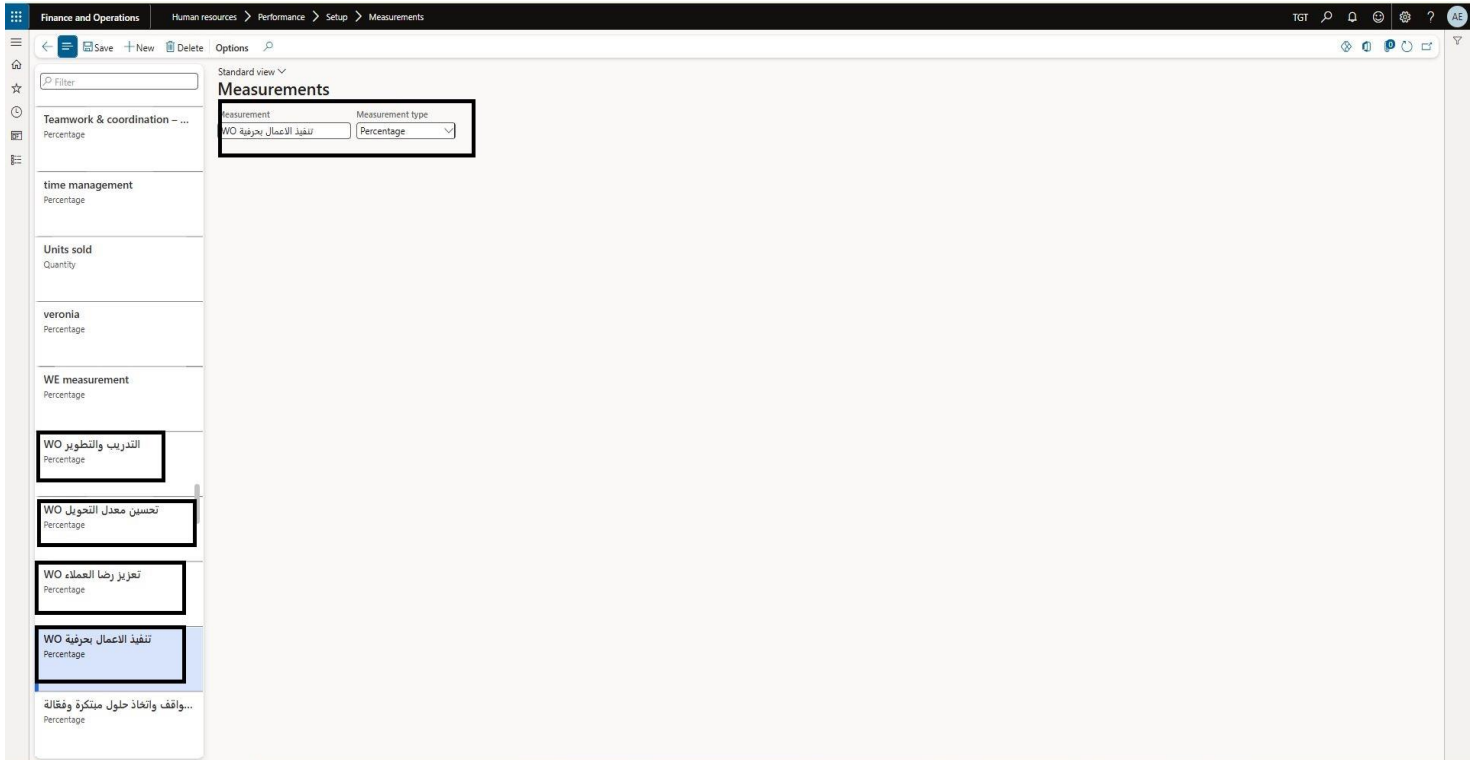 Finance and Operations Human resources > Performance > Setup > Measurements TGT ? AE
Save + New Delete Options 0
Filter
Standard view
Measurements
Measurement Measurement type
تنفيذ الاعمال بحرفية WO Percentage
Teamwork & coordination – ...
Percentage
time management
Percentage
Units sold
Quantity
veronia
Percentage
WE measurement
Percentage
التدريب والتطوير WO
Percentage
تحسين معدل التحويل WO
Percentage
تعزيز رضا العملاء WO
Percentage
تنفيذ الاعمال بحرفية WO
Percentage
...واقف واتخاذ حلول مبتكرة وفعّالة
Percentage